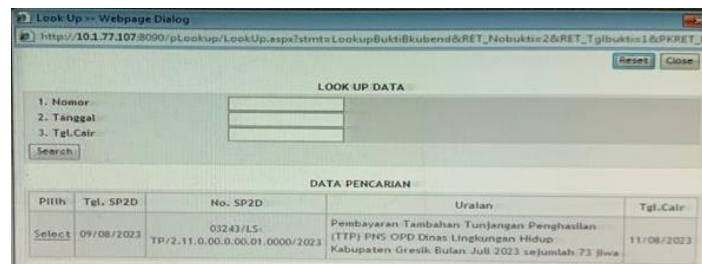 Look Up -- Webpage Dialog
http://10.1.77.107:8090/pLookup/LookUp.aspx?stmt=LookupBuktiBkubend&RET_Nobukti=2&RET_Tglbukti=1&PKRET_
Reset Close
LOOK UP DATA
1. Nomor
2. Tanggal
3. Tgl.Cair
Search
DATA PENCARIAN
Pilih Tgl. SP2D No. SP2D Uraian Tgl.Cair
Select 09/08/2023 03243/LS-TP/2.11.0.00.0.00.01.0000/2023 Pembayaran Tambahan Tunjangan Penghasilan
(TTP) PNS OPD Dinas Lingkungan Hidup
Kabupaten Gresik Bulan Juli 2023 sejumlah 73 jiwa 11/08/2023